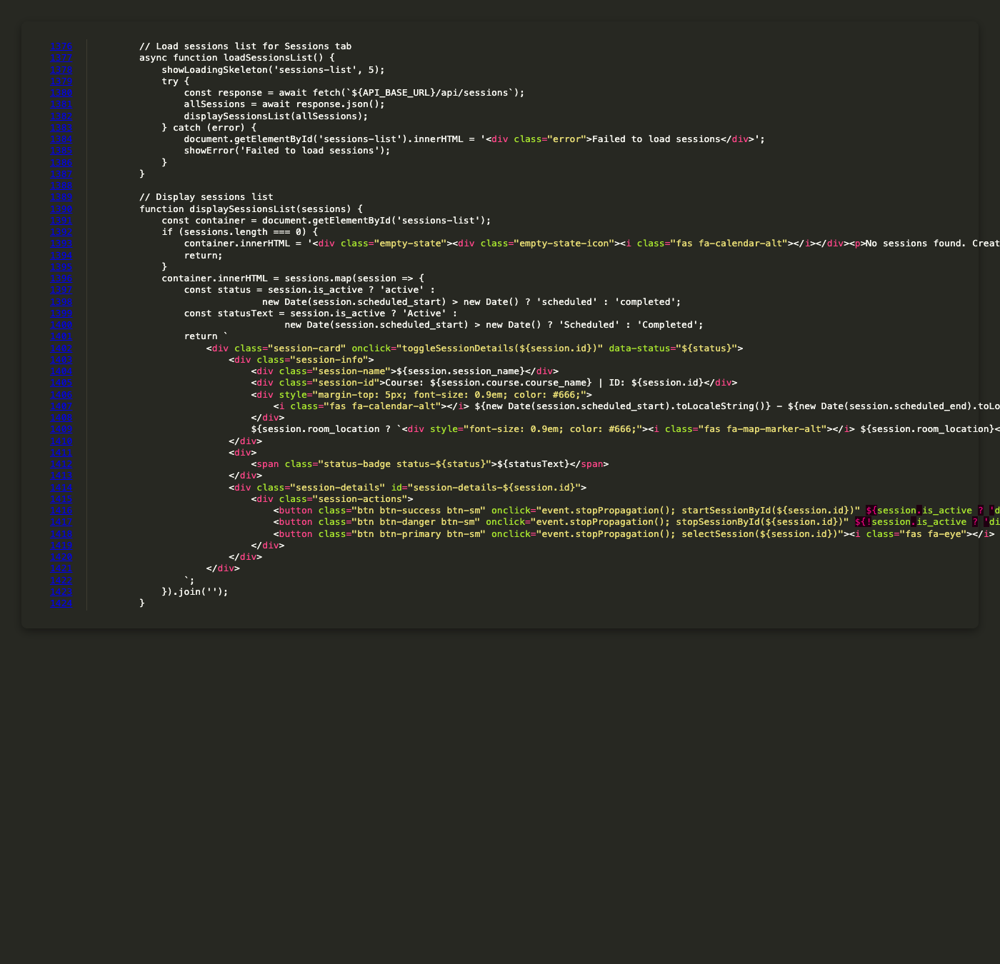 1376 // Load sessions list for Sessions tab
1377 async function loadSessionsList() {
1378 showLoadingSkeleton('sessions-list', 5);
1379 try {
1380 const response = await fetch(`${API_BASE_URL}/api/sessions`);
1381 allSessions = await response.json();
1382 displaySessionsList(allSessions);
1383 } catch (error) {
1384 document.getElementById('sessions-list').innerHTML = '<div class="error">Failed to load sessions</div>';
1385 showError('Failed to load sessions');
1386 }
1387 }
1388
1389 // Display sessions list
1390 function displaySessionsList(sessions) {
1391 const container = document.getElementById('sessions-list');
1392 if (sessions.length === 0) {
1393 container.innerHTML = '<div class="empty-state"><div class="empty-state-icon"><i class="fas fa-calendar-alt"></i></div><p>No sessions found. Creat
1394 return;
1395 }
1396 container.innerHTML = sessions.map(session => {
1397 const status = session.is_active ? 'active' :
1398 new Date(session.scheduled_start) > new Date() ? 'scheduled' : 'completed';
1399 const statusText = session.is_active ? 'Active' :
1400 new Date(session.scheduled_start) > new Date() ? 'Scheduled' : 'Completed';
1401 return `
1402 <div class="session-card" onclick="toggleSessionDetails(${session.id})" data-status="${status}">
1403 <div class="session-info">
1404 <div class="session-name">${session.session_name}</div>
1405 <div class="session-id">Course: ${session.course.course_name} | ID: ${session.id}</div>
1406 <div style="margin-top: 5px; font-size: 0.9em; color: #666;">
1407 <i class="fas fa-calendar-alt"></i> ${new Date(session.scheduled_start).toLocaleString()} - ${new Date(session.scheduled_end).toLo
1408 </div>
1409 ${session.room_location ? `<div style="font-size: 0.9em; color: #666;"><i class="fas fa-map-marker-alt"></i> ${session.room_location}<
1410 </div>
1411 <div>
1412 <span class="status-badge status-${status}">${statusText}</span>
1413 </div>
1414 <div class="session-details" id="session-details-${session.id}">
1415 <div class="session-actions">
1416 <button class="btn btn-success btn-sm" onclick="event.stopPropagation(); startSessionById(${session.id})" ${session.is_active ? 'd
1417 <button class="btn btn-danger btn-sm" onclick="event.stopPropagation(); stopSessionById(${session.id})" ${!session.is_active ? 'di
1418 <button class="btn btn-primary btn-sm" onclick="event.stopPropagation(); selectSession(${session.id})"><i class="fas fa-eye"></i>
1419 </div>
1420 </div>
1421 </div>
1422 `;
1423 }).join('');
1424 }